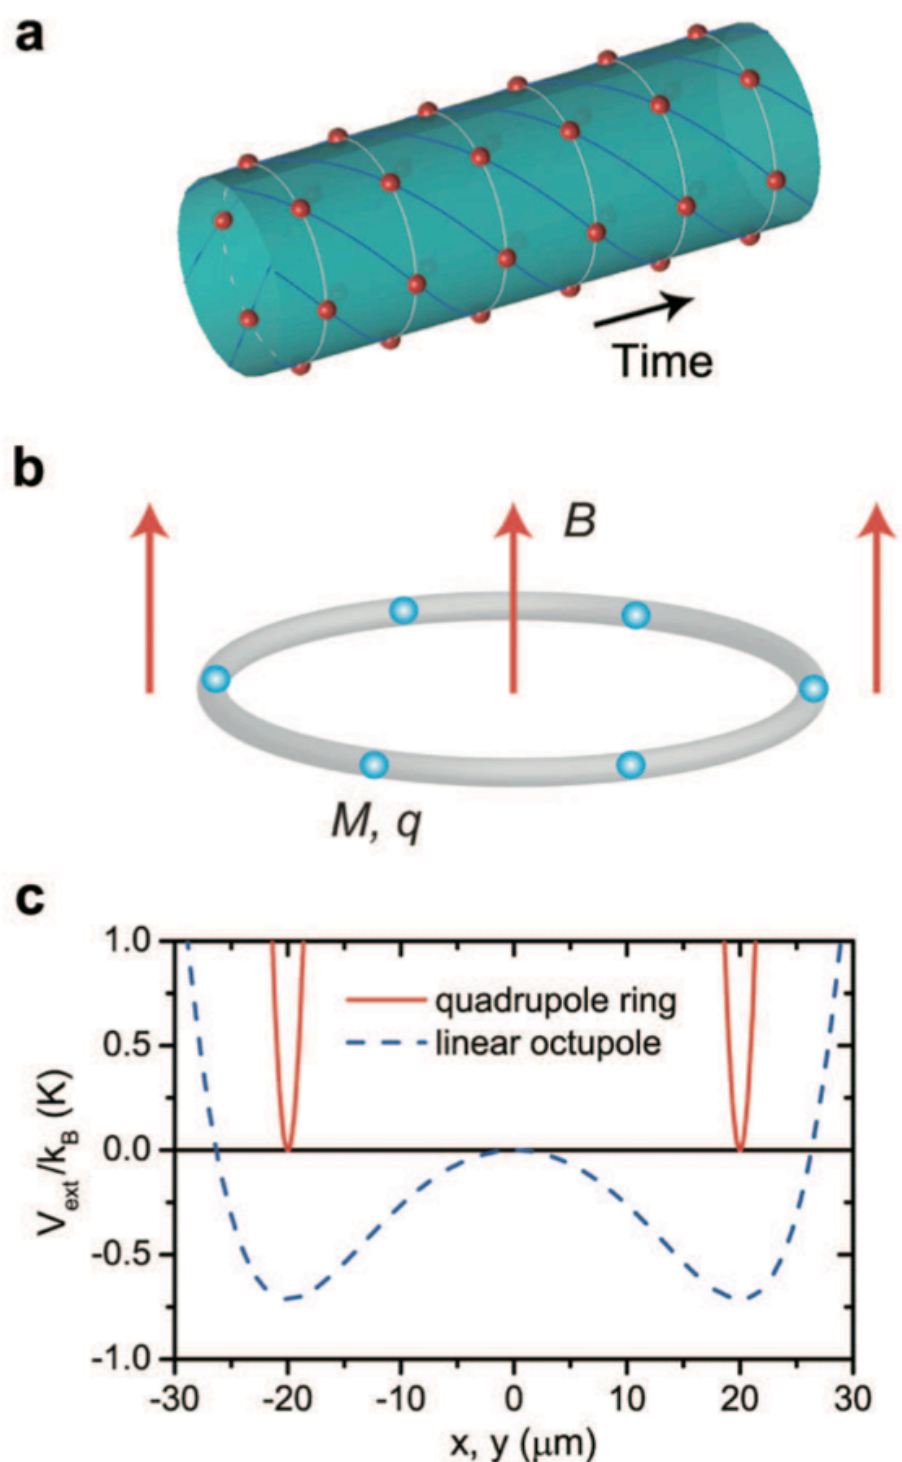 a
Time
b
B
M, q
c
1.0
0.5
0.0
-0.5
-1.0
V_ext/k_B (K)
quadrupole ring
linear octupole
-30 -20 -10 0 10 20 30
x, y (μm)